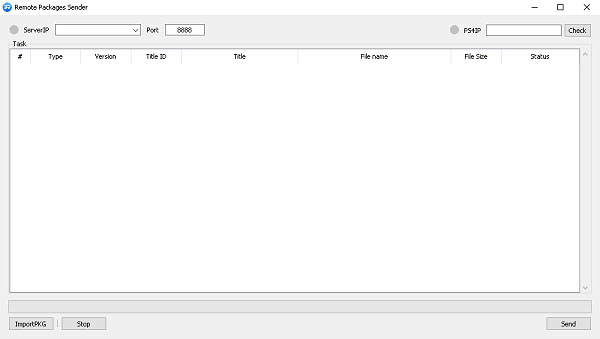 Remote Packages Sender
ServerIP Port 8888 PS4IP Check
Task
# Type Version Title ID Title File name File Size Status
ImportPKG Stop Send